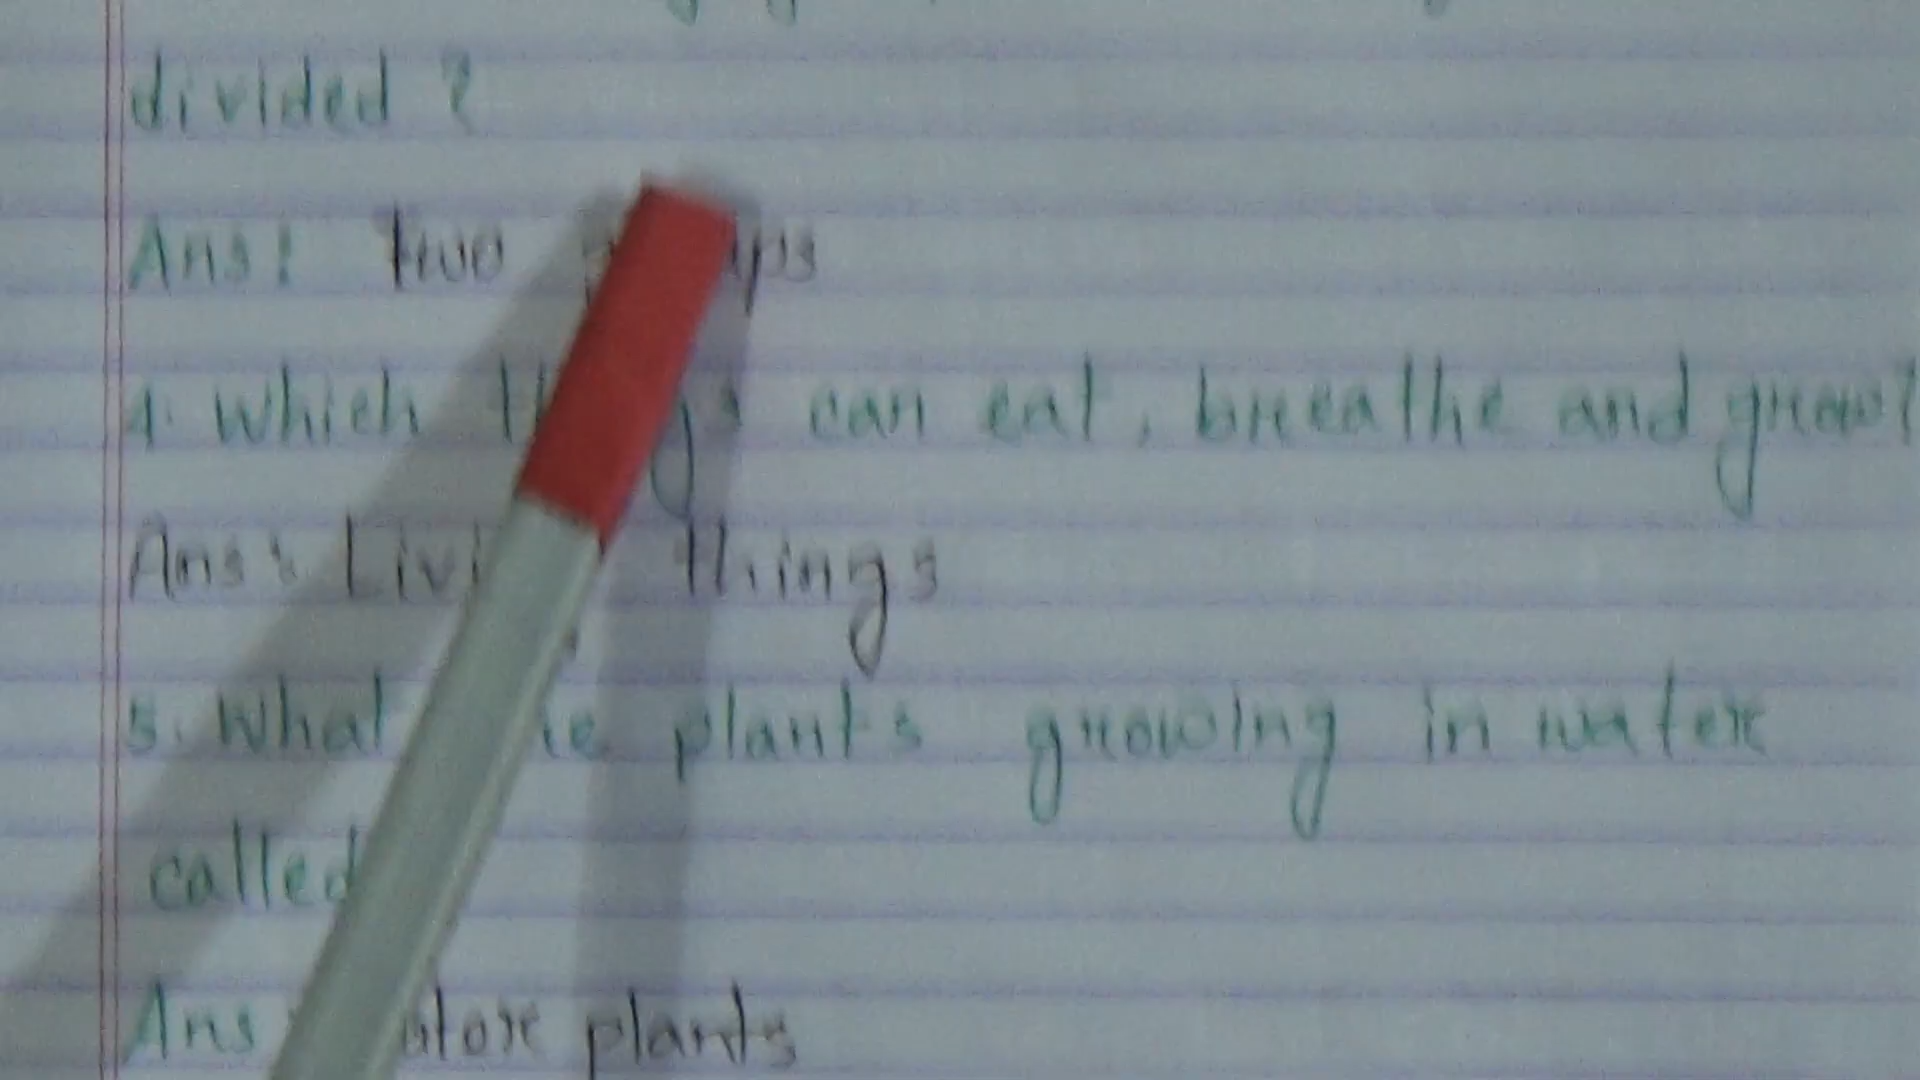 divided ?
Ans: Two
4. Which can eat, breathe and grow?
Ans: things
5. What plants growing in water
called
Ans plants